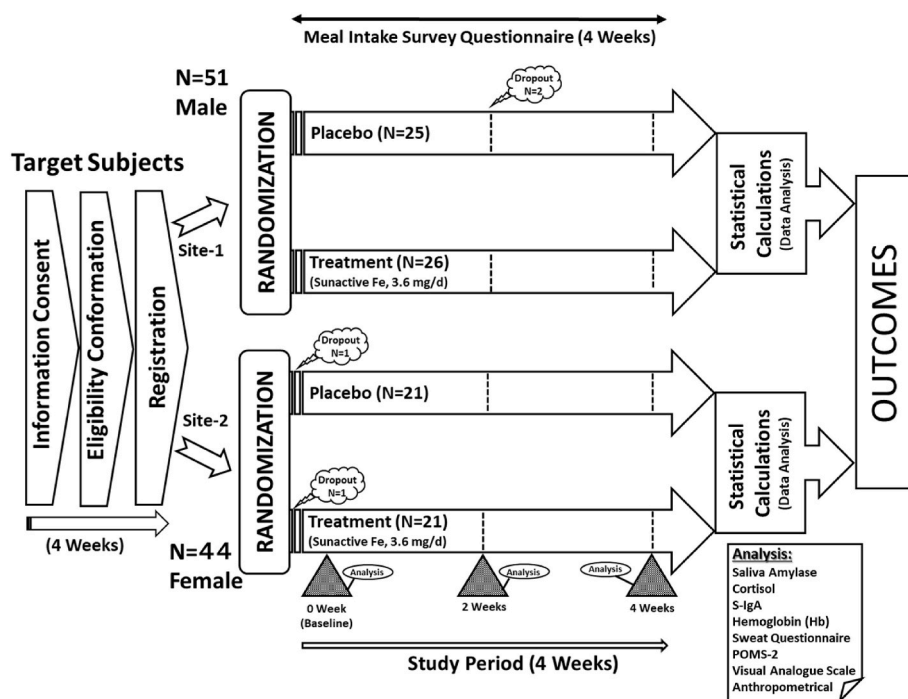 Meal Intake Survey Questionnaire (4 Weeks)
N=51
Male
Dropout
N=2
Placebo (N=25)
Target Subjects
Information Consent
Eligibility Conformation
Registration
Site-1
RANDOMIZATION
Treatment (N=26)
(Sunactive Fe, 3.6 mg/d)
Statistical
Calculations
(Data Analysis)
OUTCOMES
Dropout
N=1
Placebo (N=21)
Site-2
RANDOMIZATION
Dropout
N=1
Treatment (N=21)
(Sunactive Fe, 3.6 mg/d)
Statistical
Calculations
(Data Analysis)
(4 Weeks)
N=44
Female
Analysis
Analysis
Analysis
0 Week
(Baseline)
2 Weeks
4 Weeks
Study Period (4 Weeks)
Analysis:
Saliva Amylase
Cortisol
S-IgA
Hemoglobin (Hb)
Sweat Questionnaire
POMS-2
Visual Analogue Scale
Anthropometrical